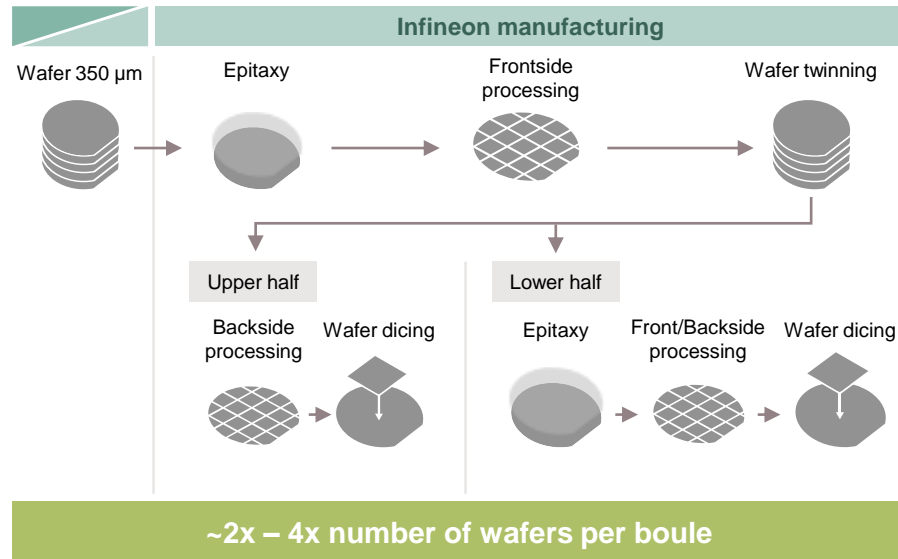 Infineon manufacturing
Wafer 350 µm
Epitaxy
Frontside
processing
Wafer twinning
Upper half
Lower half
Backside
processing
Wafer dicing
Epitaxy
Front/Backside
processing
Wafer dicing
~2x – 4x number of wafers per boule